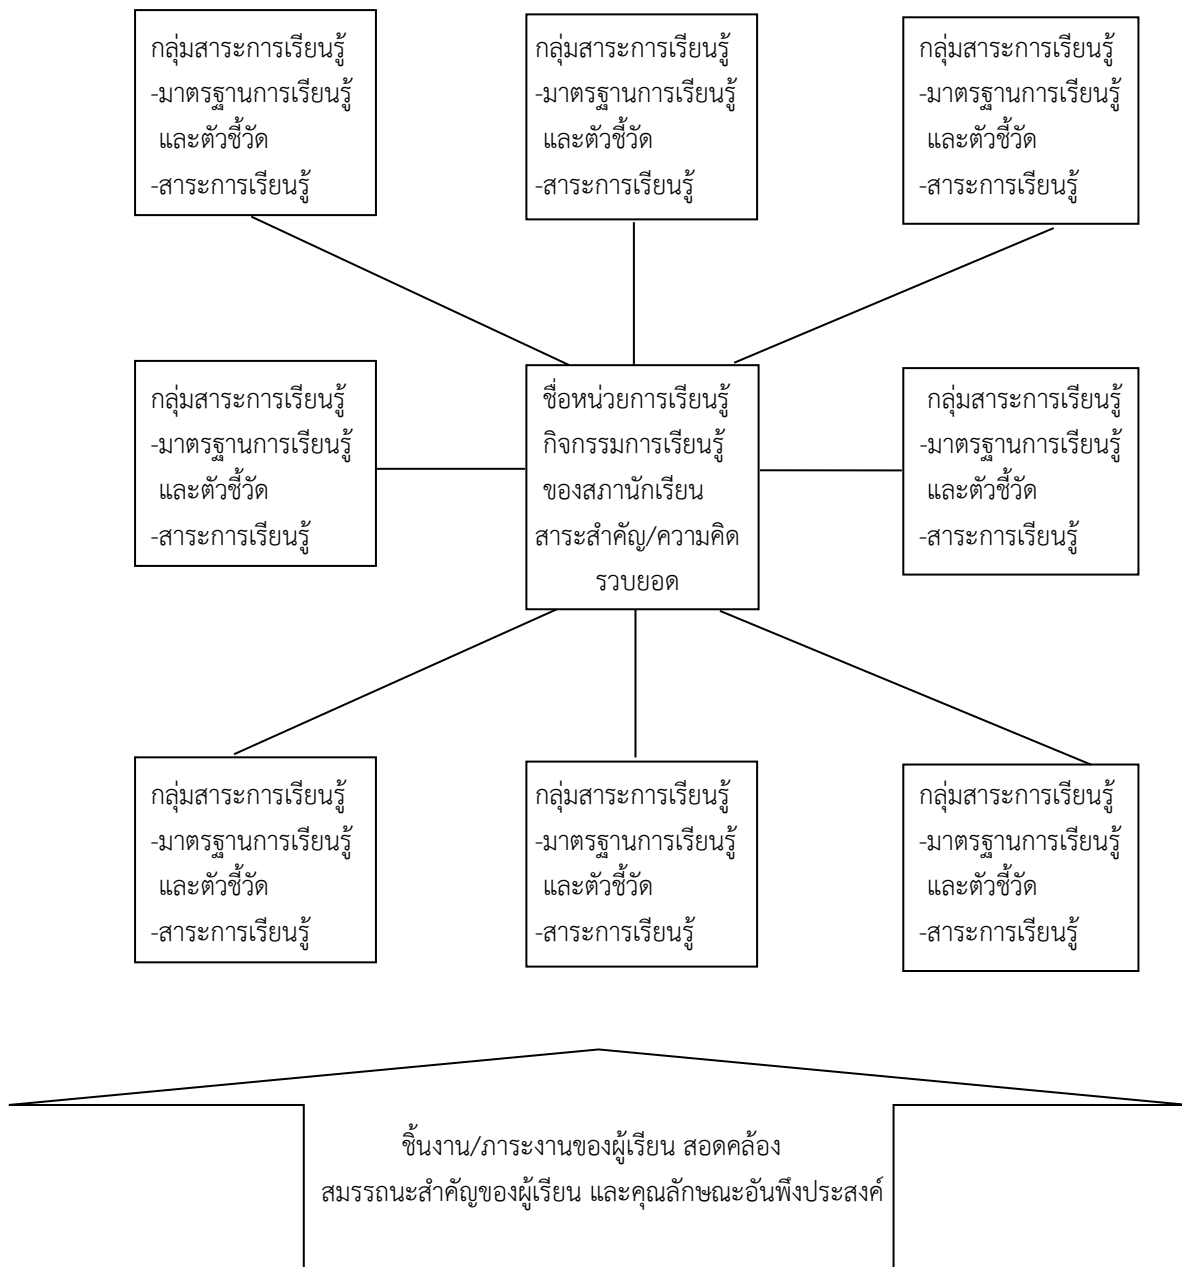 กลุ่มสาระการเรียนรู้
-มาตรฐานการเรียนรู้
และตัวชี้วัด
-สาระการเรียนรู้
กลุ่มสาระการเรียนรู้
-มาตรฐานการเรียนรู้
และตัวชี้วัด
-สาระการเรียนรู้
กลุ่มสาระการเรียนรู้
-มาตรฐานการเรียนรู้
และตัวชี้วัด
-สาระการเรียนรู้
กลุ่มสาระการเรียนรู้
-มาตรฐานการเรียนรู้
และตัวชี้วัด
-สาระการเรียนรู้
ชื่อหน่วยการเรียนรู้
กิจกรรมการเรียนรู้
ของสภานักเรียน
สาระสำคัญ/ความคิด
รวบยอด
กลุ่มสาระการเรียนรู้
-มาตรฐานการเรียนรู้
และตัวชี้วัด
-สาระการเรียนรู้
กลุ่มสาระการเรียนรู้
-มาตรฐานการเรียนรู้
และตัวชี้วัด
-สาระการเรียนรู้
กลุ่มสาระการเรียนรู้
-มาตรฐานการเรียนรู้
และตัวชี้วัด
-สาระการเรียนรู้
กลุ่มสาระการเรียนรู้
-มาตรฐานการเรียนรู้
และตัวชี้วัด
-สาระการเรียนรู้
ชิ้นงาน/ภาระงานของผู้เรียน สอดคล้อง
สมรรถนะสำคัญของผู้เรียน และคุณลักษณะอันพึงประสงค์